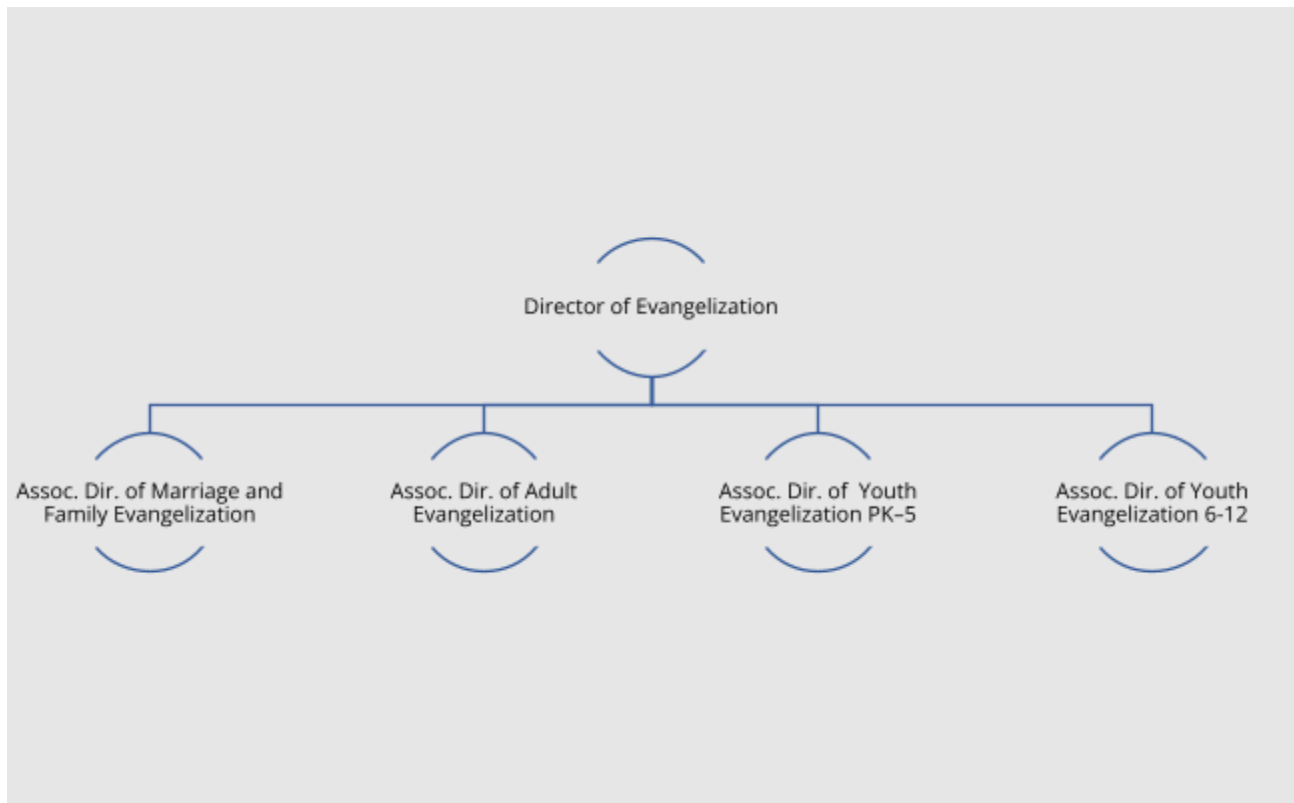 Director of Evangelization
Assoc. Dir. of Marriage and
Family Evangelization
Assoc. Dir. of Adult
Evangelization
Assoc. Dir. of  Youth
Evangelization PK–5
Assoc. Dir. of Youth
Evangelization 6-12